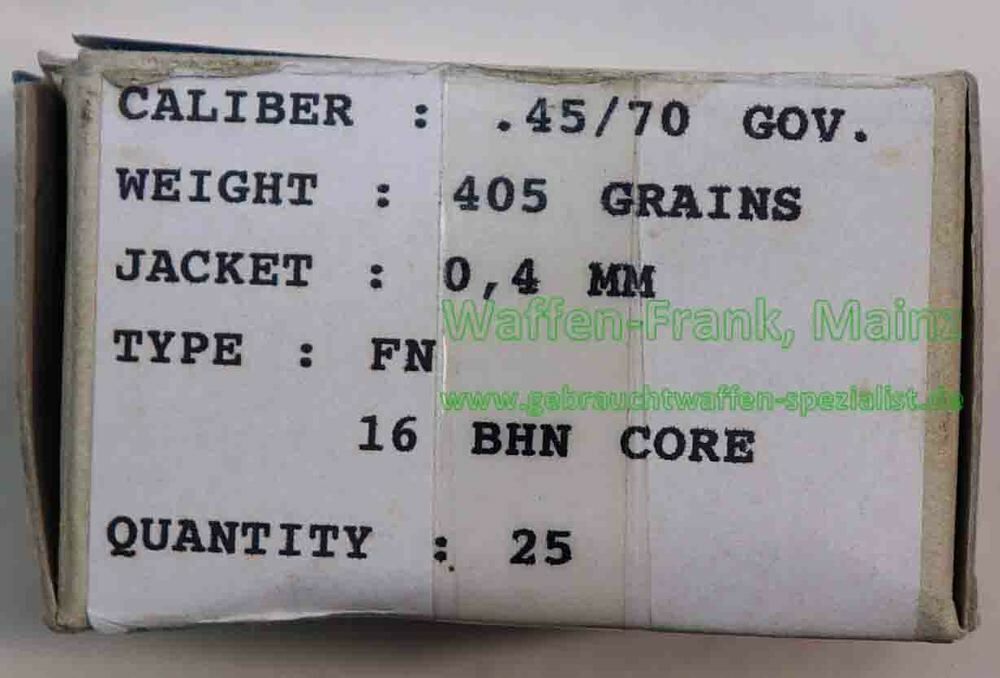 CALIBER : .45/70 GOV.
WEIGHT : 405 GRAINS
JACKET : 0,4 MM
Waffen-Frank, Mainz
TYPE : FN
www.gebrauchtwaffen-spezialist.de
16 BHN CORE
QUANTITY : 25